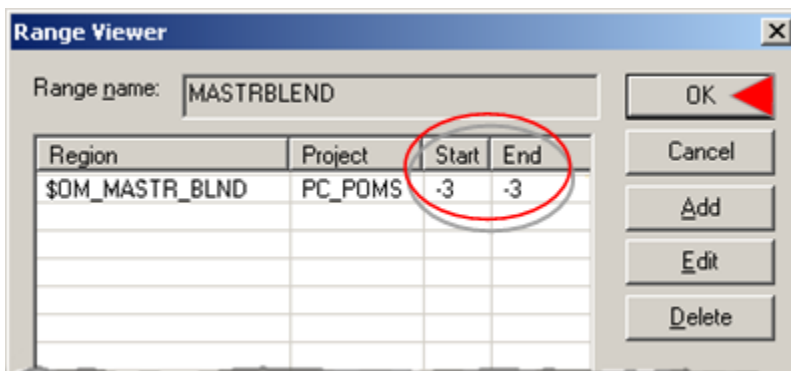 Range Viewer
Range name: MASTRBLEND
OK
Region Project Start End
Cancel
$OM_MASTR_BLND PC_POMS -3 -3
Add
Edit
Delete